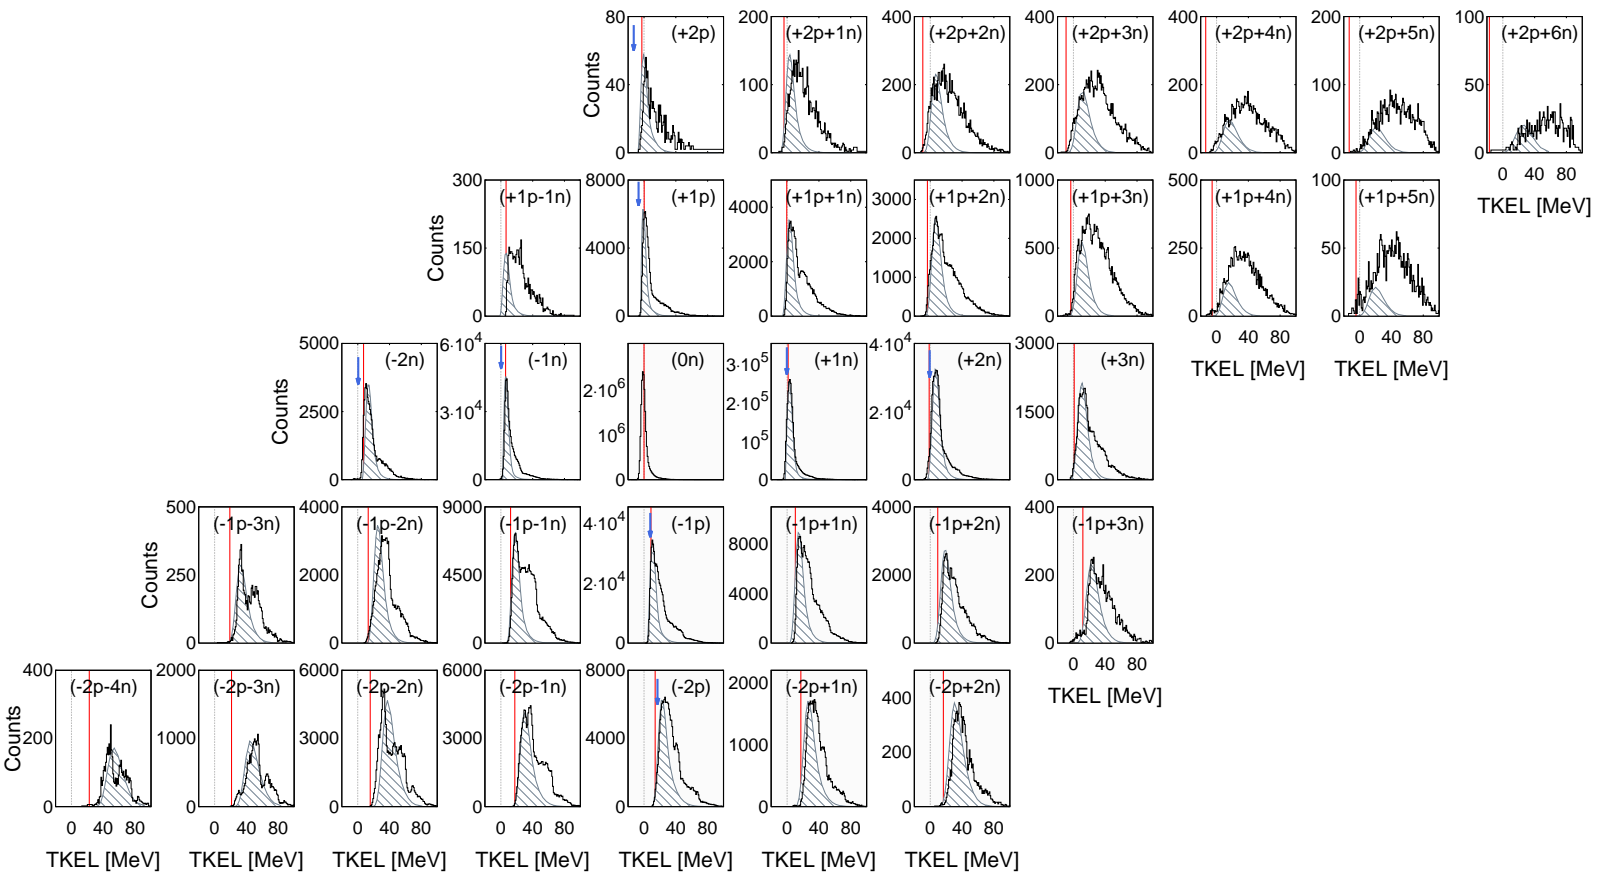 80 200 400 400 400 200 100
(+2p) (+2p+1n) (+2p+2n) (+2p+3n) (+2p+4n) (+2p+5n) (+2p+6n)
Counts 40 100 200 200 200 100 50
0 0 0 0 0 0 0
0 40 80
TKEL [MeV]
300 8000 4000 3000 1000 500 100
(+1p-1n) (+1p) (+1p+1n) (+1p+2n) (+1p+3n) (+1p+4n) (+1p+5n)
Counts 150 4000 2000 2000 500 250 50
1000
0 0 0 0 0 0 0
0 40 80 0 40 80
TKEL [MeV] TKEL [MeV]
5000 6·10⁴ 2·10⁶ 3·10⁵ 4·10⁴ 3000
(-2n) (-1n) (0n) (+1n) (+2n) (+3n)
Counts 2500 3·10⁴ 10⁶ 2·10⁵ 2·10⁴ 1500
10⁵
0 0 0 0 0 0
500 4000 9000 4·10⁴ 8000 4000 400
(-1p-3n) (-1p-2n) (-1p-1n) (-1p) (-1p+1n) (-1p+2n) (-1p+3n)
Counts 250 2000 4500 2·10⁴ 4000 2000 200
0 0 0 0 0 0 0
0 40 80
TKEL [MeV]
400 2000 6000 6000 8000 2000 400
(-2p-4n) (-2p-3n) (-2p-2n) (-2p-1n) (-2p) (-2p+1n) (-2p+2n)
Counts 200 1000 3000 3000 4000 1000 200
0 0 0 0 0 0 0
0 40 80 0 40 80 0 40 80 0 40 80 0 40 80 0 40 80 0 40 80
TKEL [MeV] TKEL [MeV] TKEL [MeV] TKEL [MeV] TKEL [MeV] TKEL [MeV] TKEL [MeV]